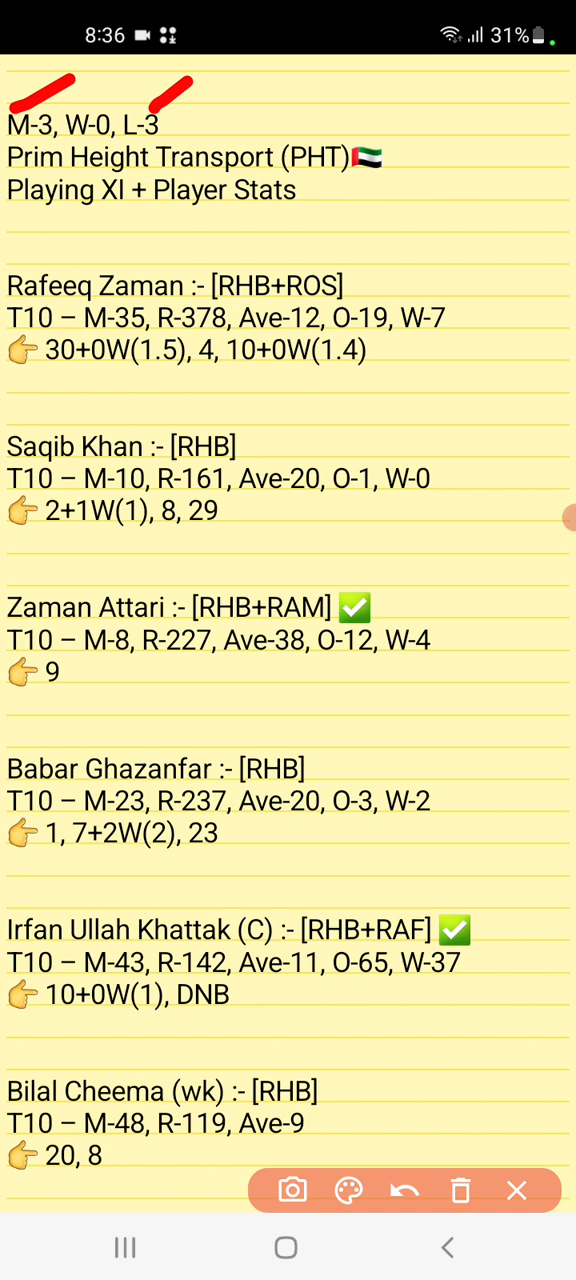 8:36
31%
M-3, W-0, L-3
Prim Height Transport (PHT)🇦🇪
Playing XI + Player Stats
Rafeeq Zaman :- [RHB+ROS]
T10 – M-35, R-378, Ave-12, O-19, W-7
👉 30+0W(1.5), 4, 10+0W(1.4)
Saqib Khan :- [RHB]
T10 – M-10, R-161, Ave-20, O-1, W-0
👉 2+1W(1), 8, 29
Zaman Attari :- [RHB+RAM] ✅
T10 – M-8, R-227, Ave-38, O-12, W-4
👉 9
Babar Ghazanfar :- [RHB]
T10 – M-23, R-237, Ave-20, O-3, W-2
👉 1, 7+2W(2), 23
Irfan Ullah Khattak (C) :- [RHB+RAF] ✅
T10 – M-43, R-142, Ave-11, O-65, W-37
👉 10+0W(1), DNB
Bilal Cheema (wk) :- [RHB]
T10 – M-48, R-119, Ave-9
👉 20, 8